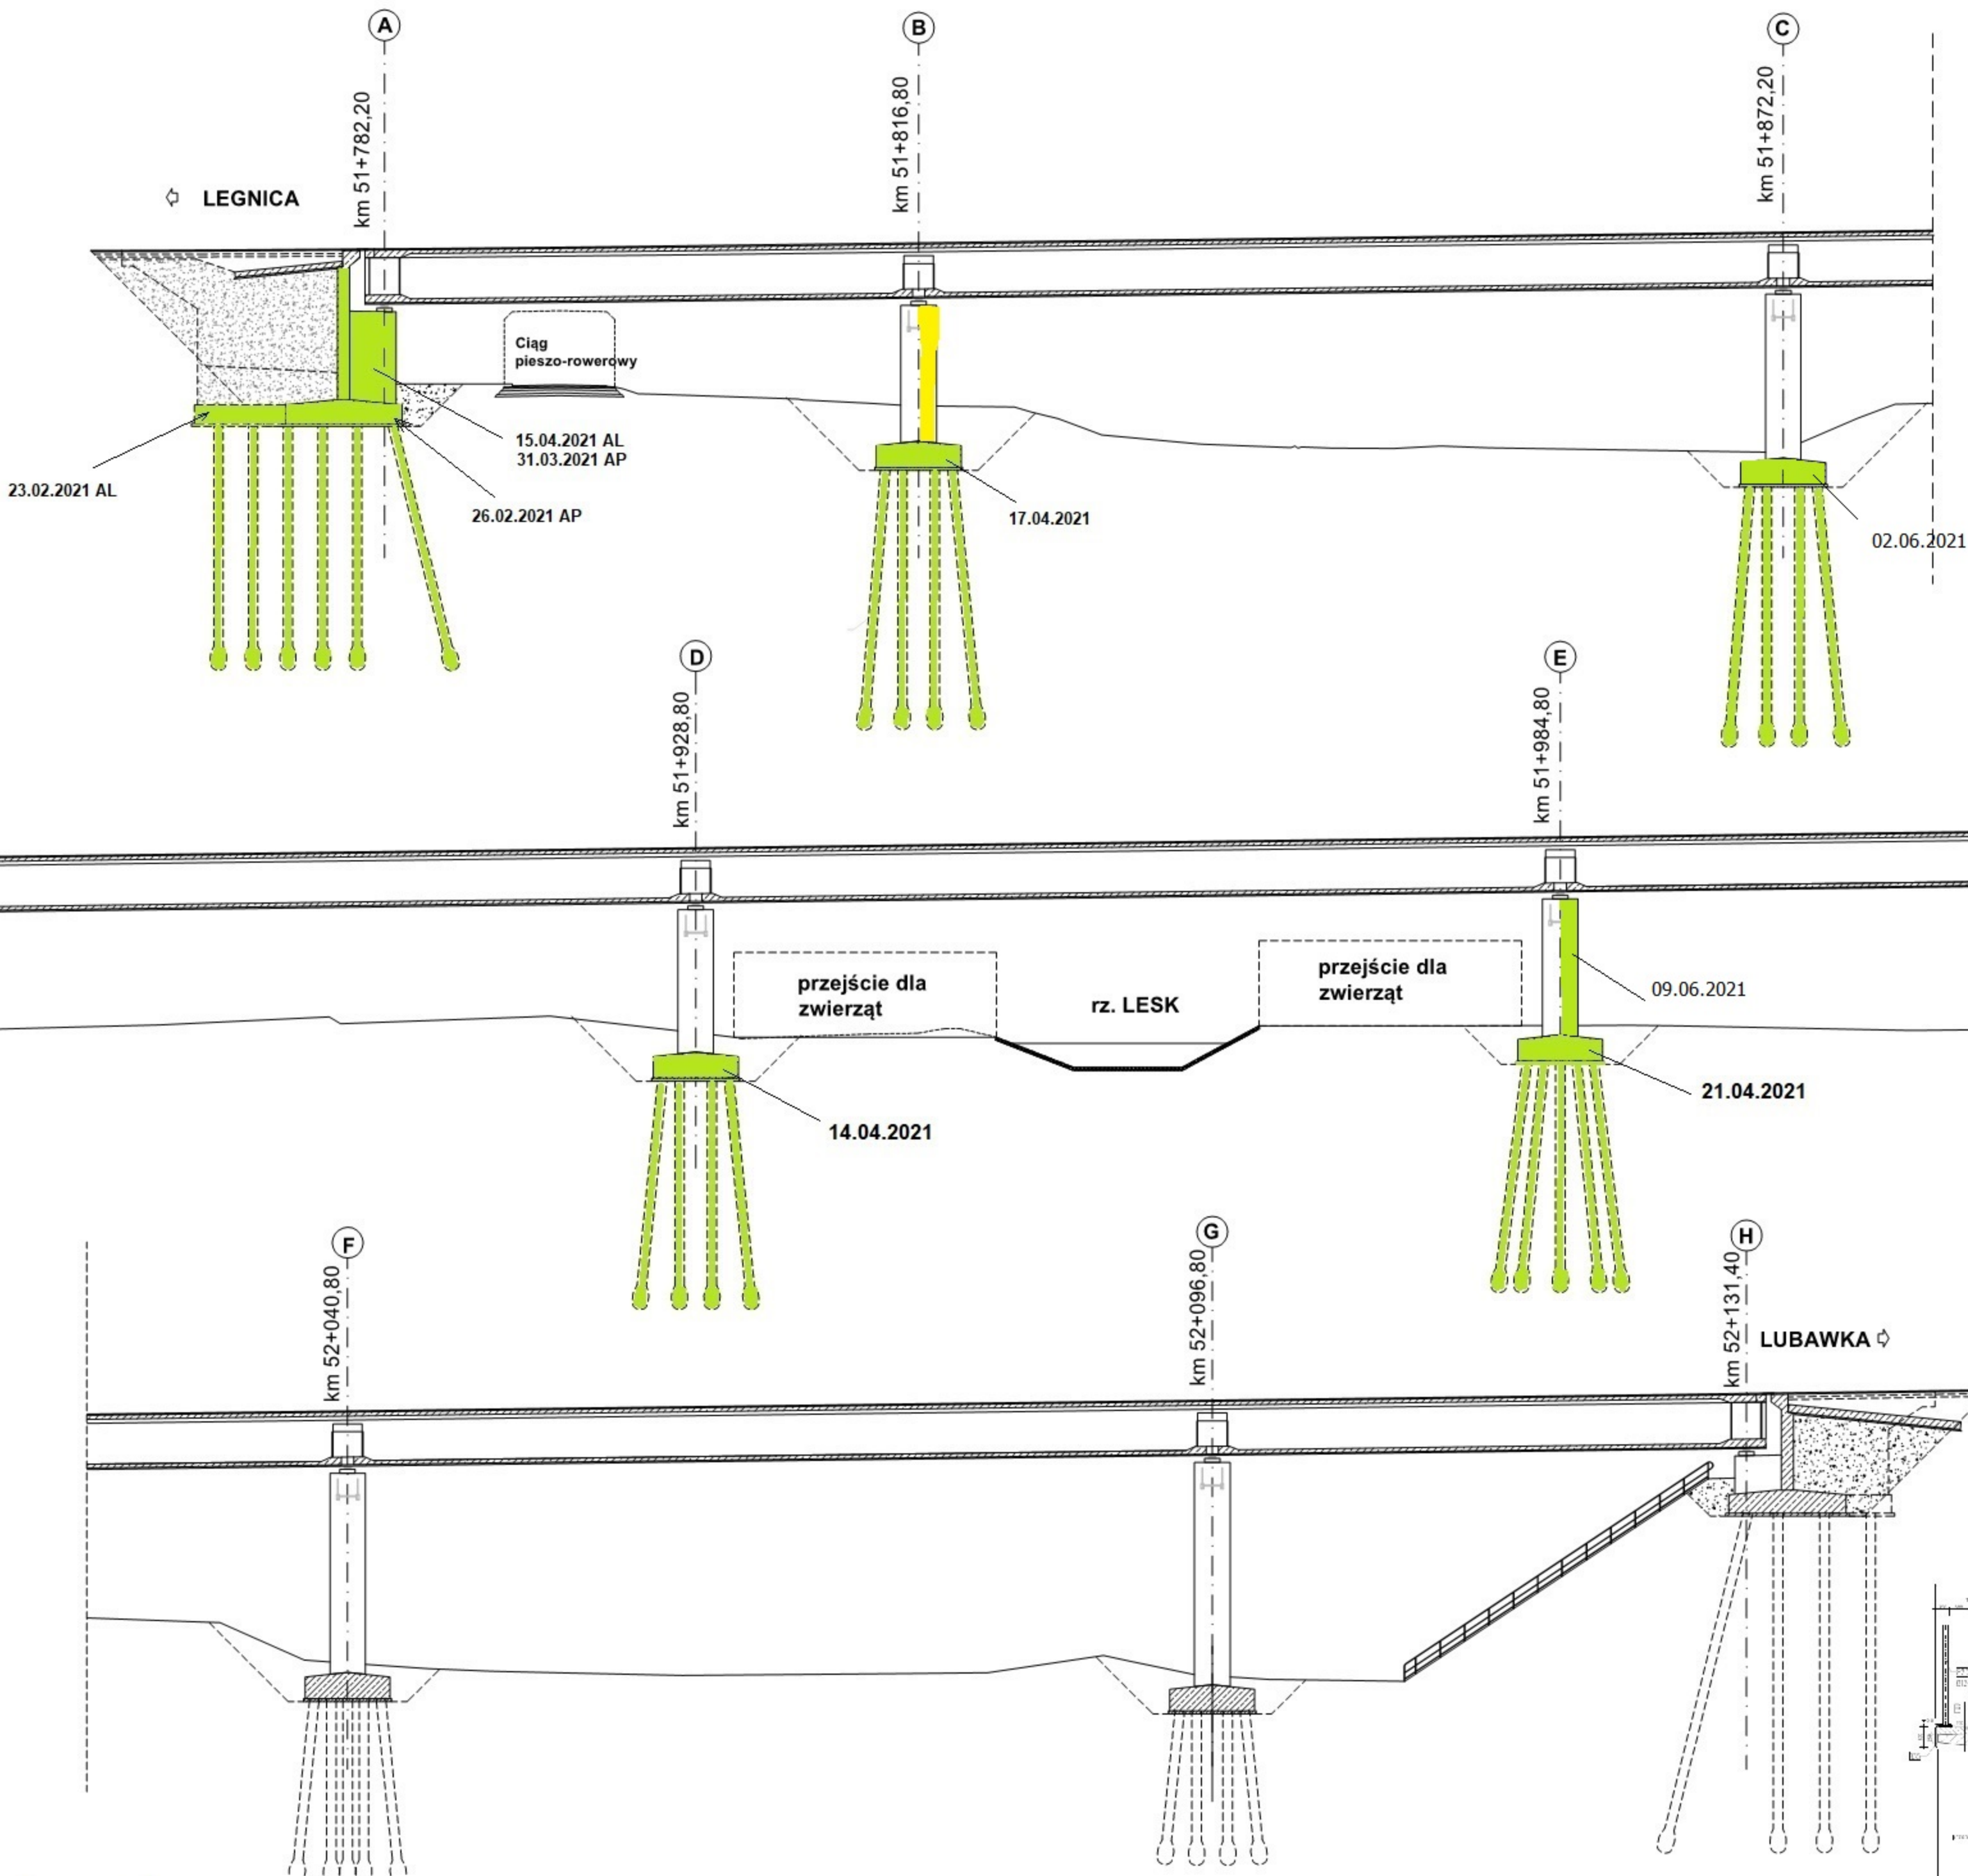 A
B
C
km 51+782,20
km 51+816,80
km 51+872,20
LEGNICA
Ciąg
pieszo-rowerowy
15.04.2021 AL
31.03.2021 AP
23.02.2021 AL
26.02.2021 AP
17.04.2021
02.06.2021
D
E
km 51+928,80
km 51+984,80
przejście dla
zwierząt
rz. LESK
przejście dla
zwierząt
09.06.2021
14.04.2021
21.04.2021
F
G
H
km 52+040,80
km 52+096,80
km 52+131,40
LUBAWKA